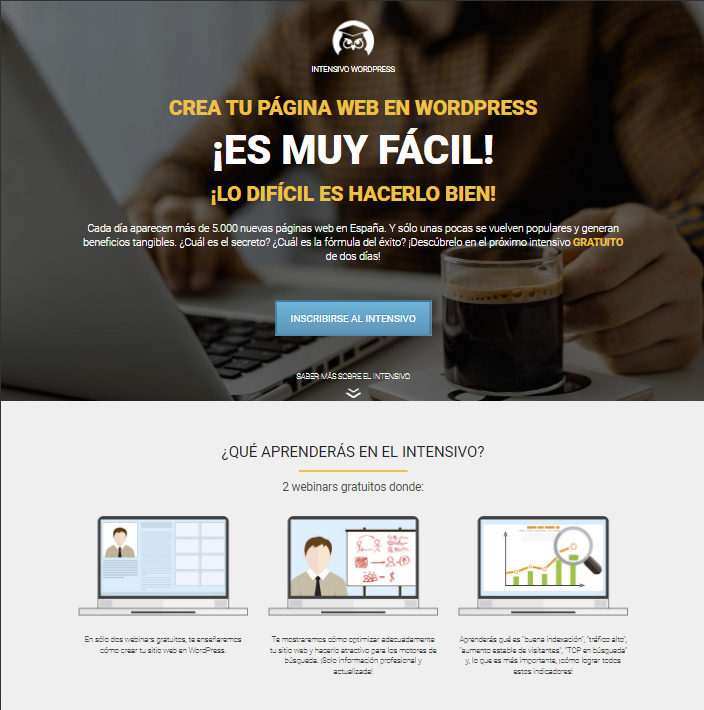 INTENSIVO WORDPRESS
CREA TU PÁGINA WEB EN WORDPRESS
¡ES MUY FÁCIL!
¡LO DIFÍCIL ES HACERLO BIEN!
Cada día aparecen más de 5.000 nuevas páginas web en España. Y sólo unas pocas se vuelven populares y generan
beneficios tangibles. ¿Cuál es el secreto? ¿Cuál es la fórmula del éxito? ¡Descúbrelo en el próximo intensivo GRATUITO
de dos días!
INSCRIBIRSE AL INTENSIVO
SABER MÁS SOBRE EL INTENSIVO
¿QUÉ APRENDERÁS EN EL INTENSIVO?
2 webinars gratuitos donde:
En sólo dos webinars gratuitos, te enseñaremos
cómo crear tu sitio web en WordPress.
Te mostraremos cómo optimizar adecuadamente
tu sitio web y hacerlo atractivo para los motores de
búsqueda. ¡Solo información profesional y
actualizada!
Aprenderás qué es "buena indexación", "tráfico alto",
"aumento estable de visitantes", "TOP en búsqueda"
y, lo que es más importante, ¡cómo lograr todos
estos indicadores!